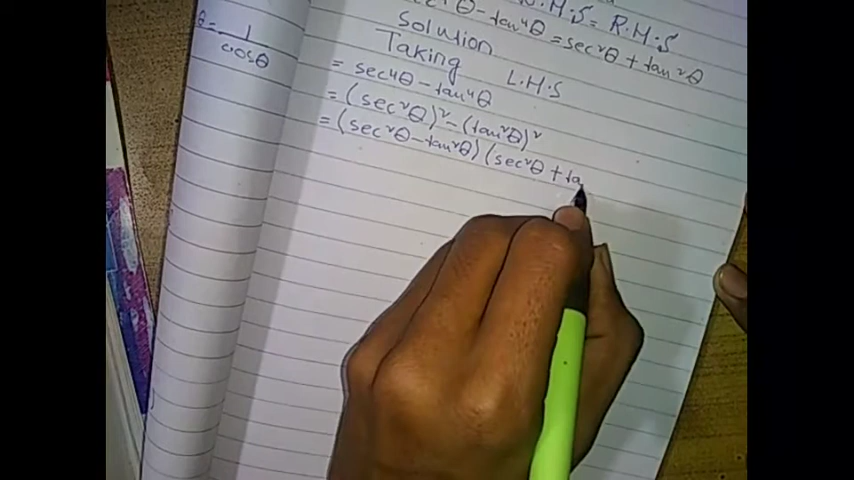 L.H.S = R.H.S
sec⁴θ - tan⁴θ = sec²θ + tan²θ
Solution
Taking L.H.S
= sec⁴θ - tan⁴θ
= (sec²θ)² - (tan²θ)²
= (sec²θ - tan²θ) (sec²θ + ta
θ = 1/cosθ